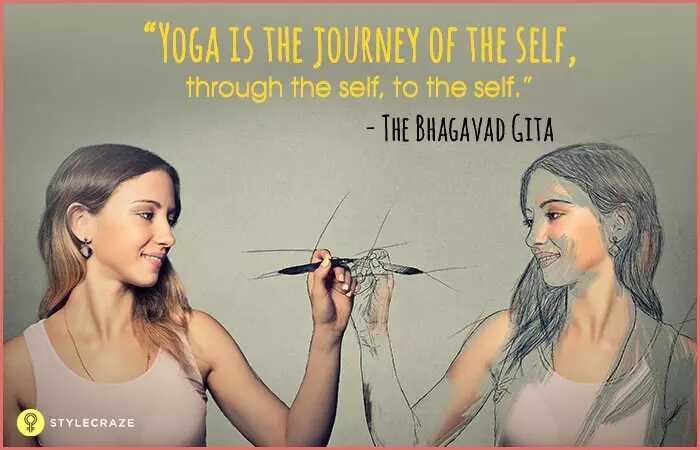 “Yoga is the journey of the self,
through the self, to the self.”
- The Bhagavad Gita
STYLECRAZE